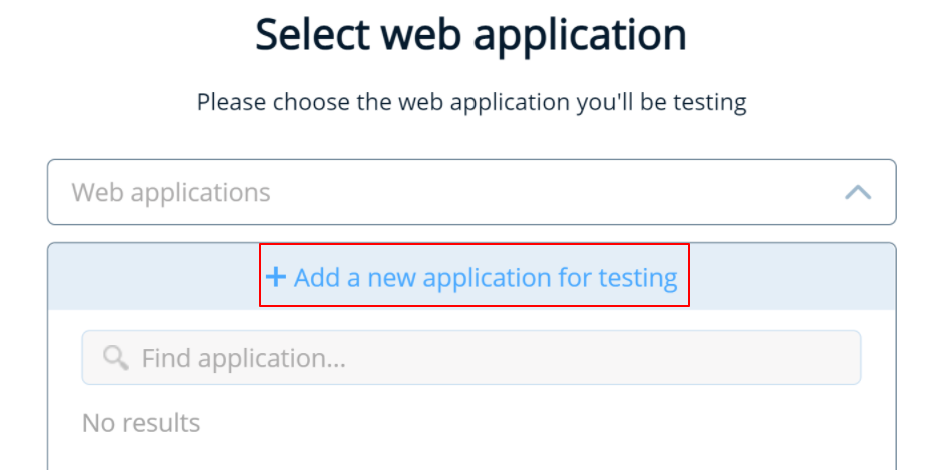 Select web application
Please choose the web application you'll be testing
Web applications
+ Add a new application for testing
Find application...
No results